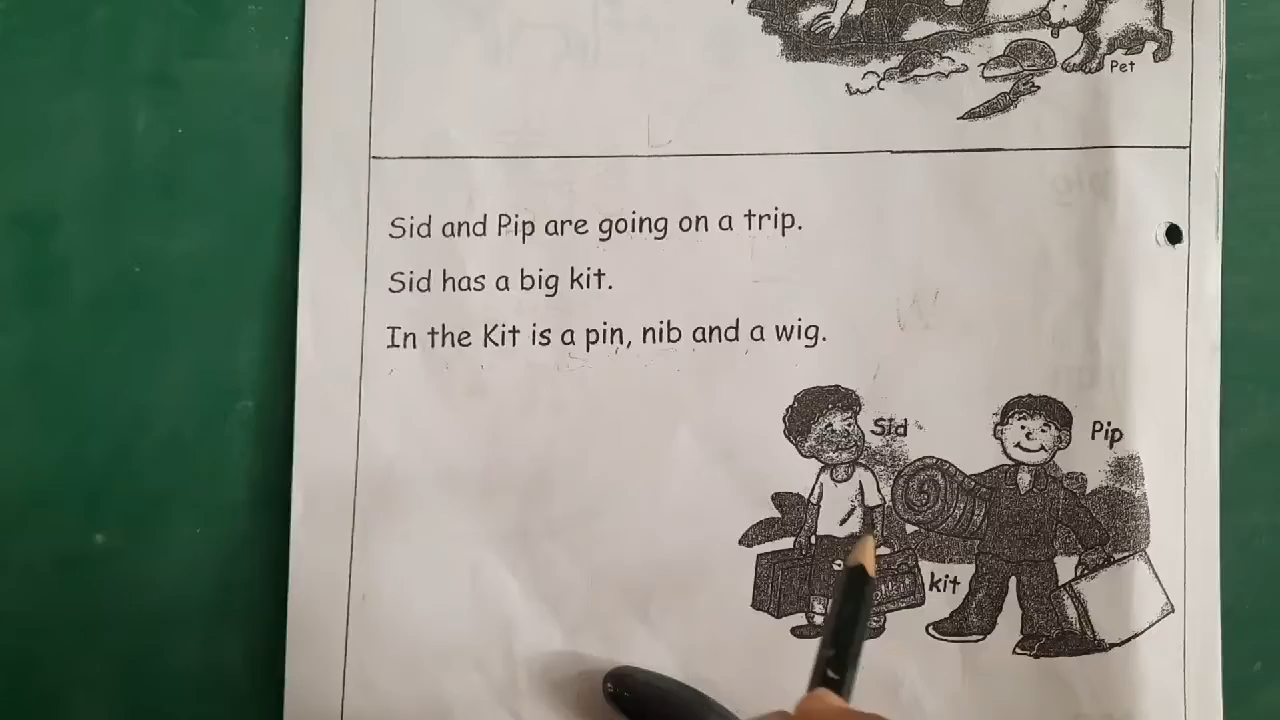 Pet
Sid and Pip are going on a trip.
Sid has a big kit.
In the Kit is a pin, nib and a wig.
Sid
Pip
kit